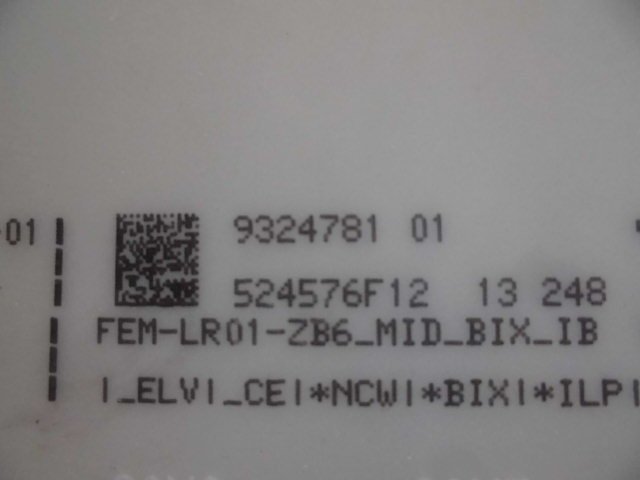 -01 9324781 01
524576F12 13 248
FEM-LR01-ZB6_MID_BIX_IB
|_ELV|_CE|*NCW|*BIX|*ILP|